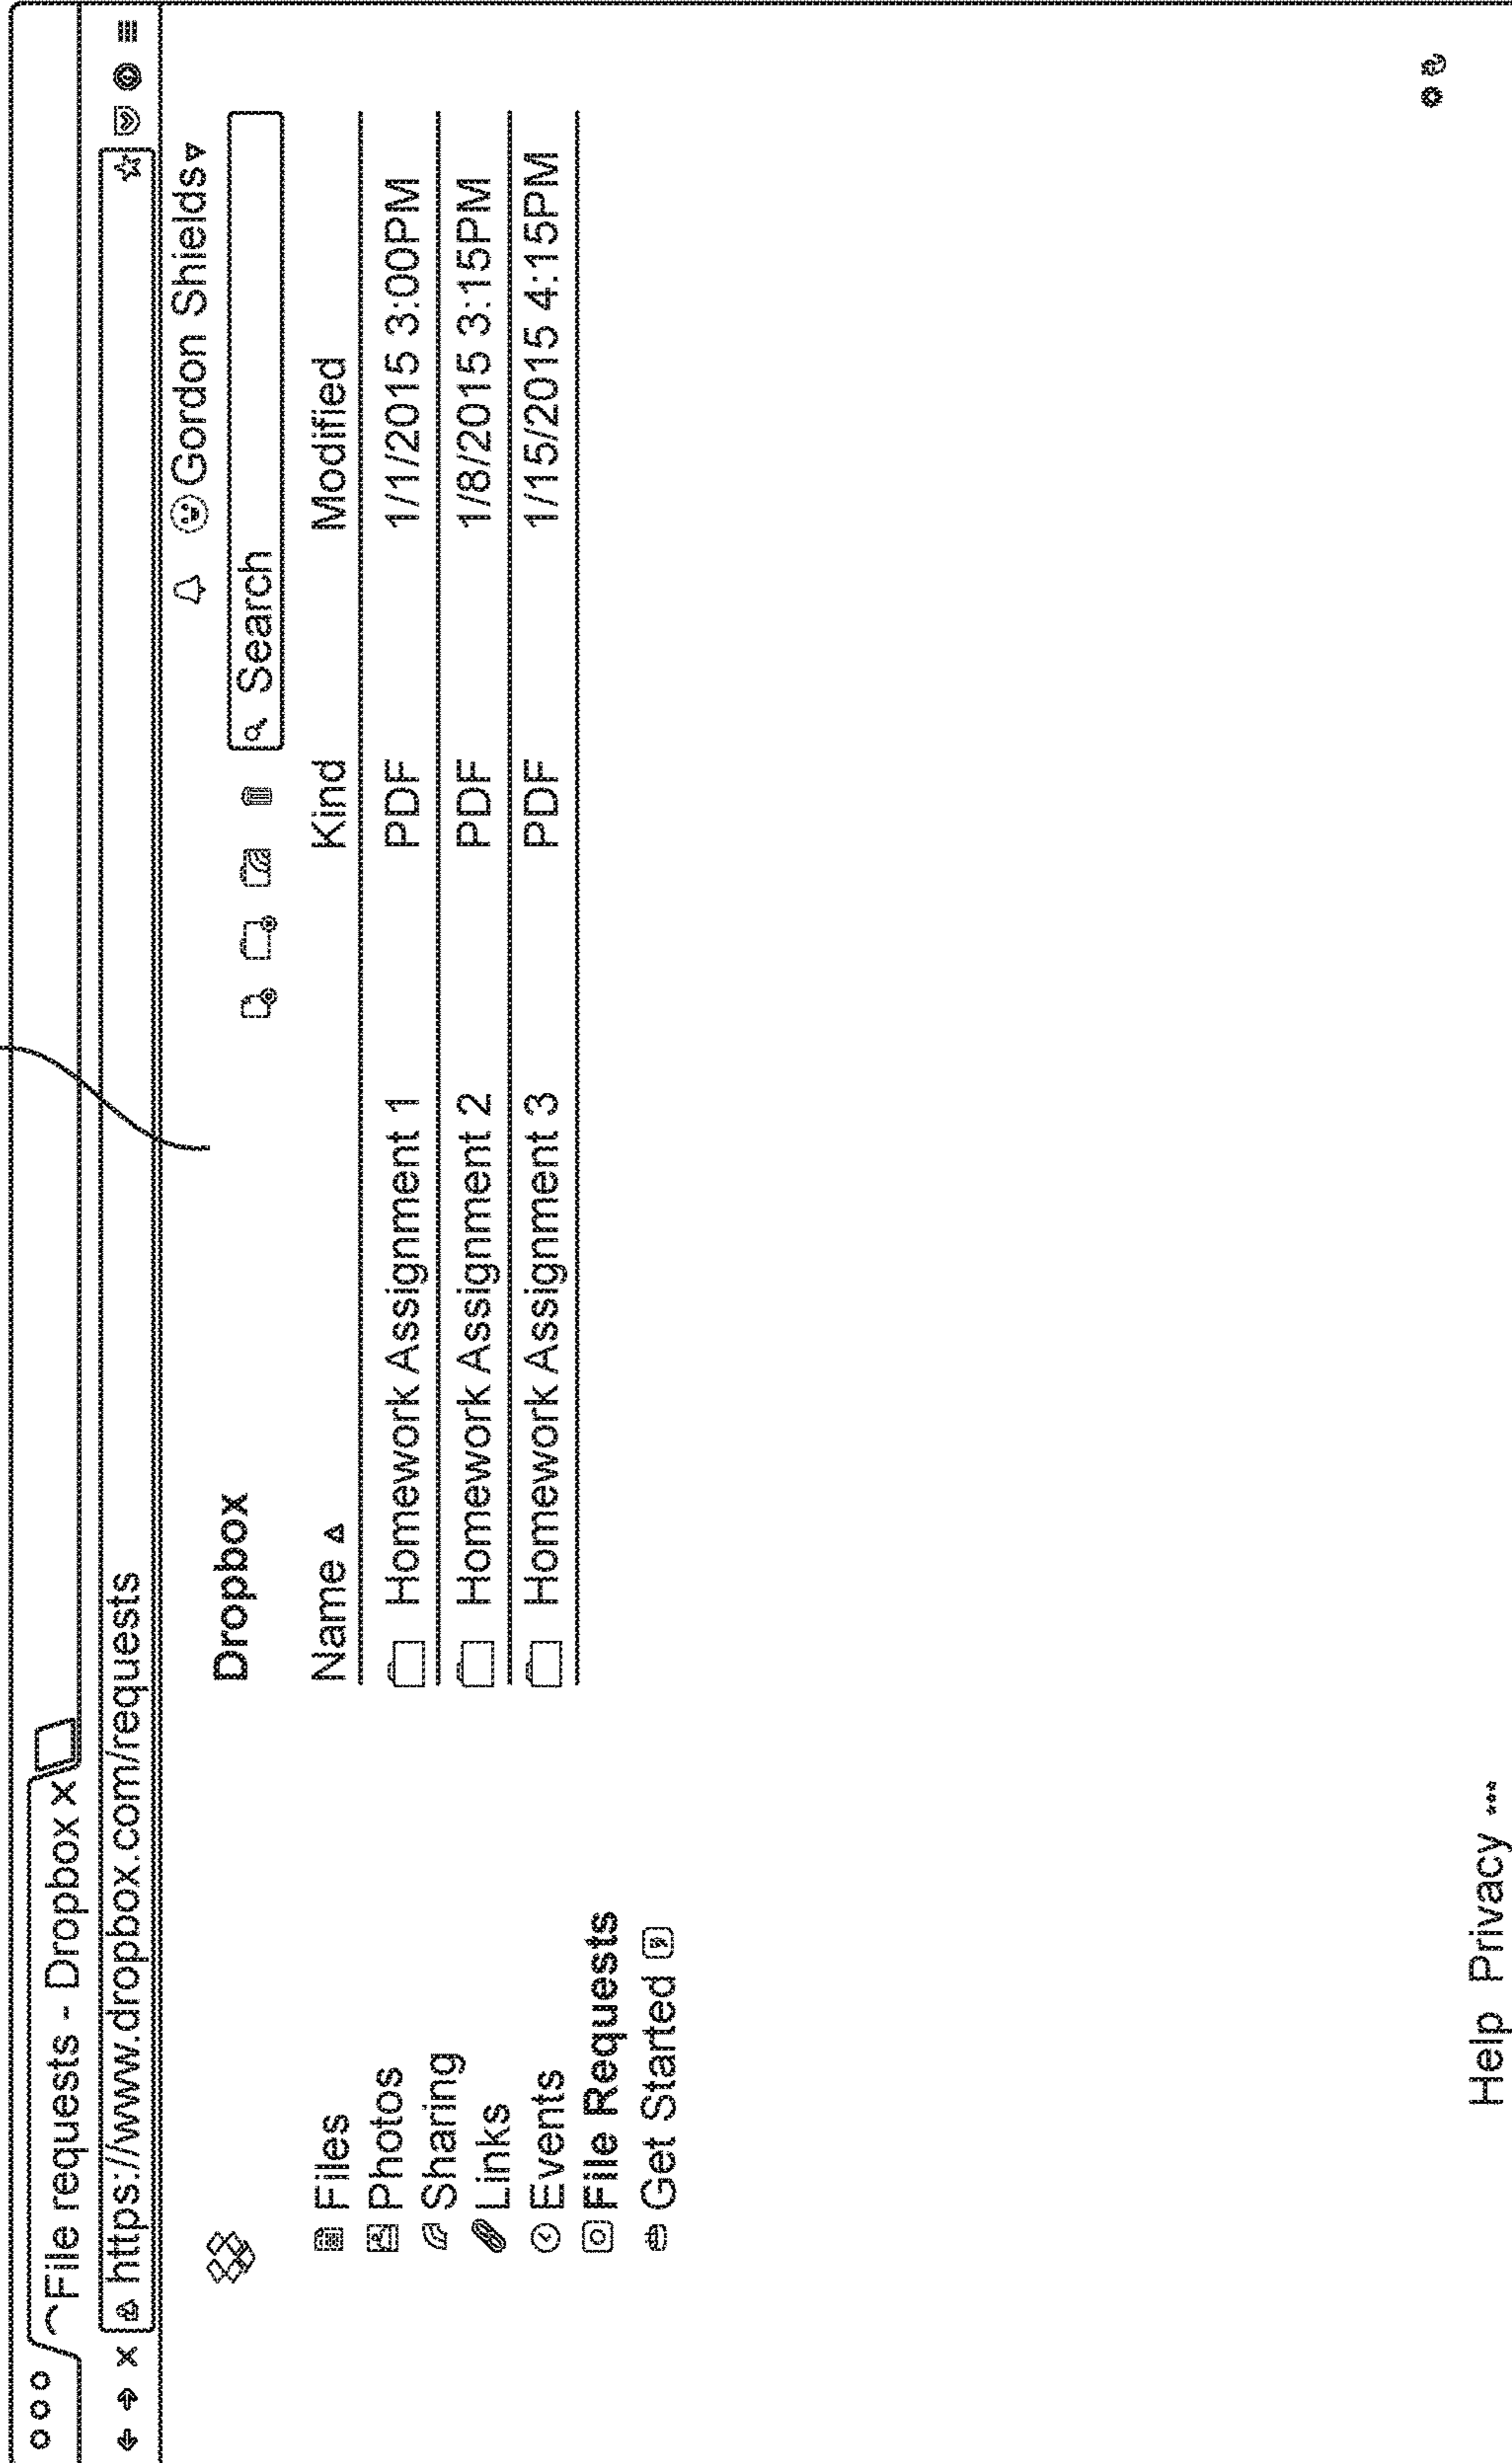 File requests - Dropbox X
https://www.dropbox.com/requests
Gordon Shields
Dropbox
Search
Name Kind Modified
Homework Assignment 1 PDF 1/1/2015 3:00PM
Homework Assignment 2 PDF 1/8/2015 3:15PM
Homework Assignment 3 PDF 1/15/2015 4:15PM
Files
Photos
Sharing
Links
Events
File Requests
Get Started
Help Privacy